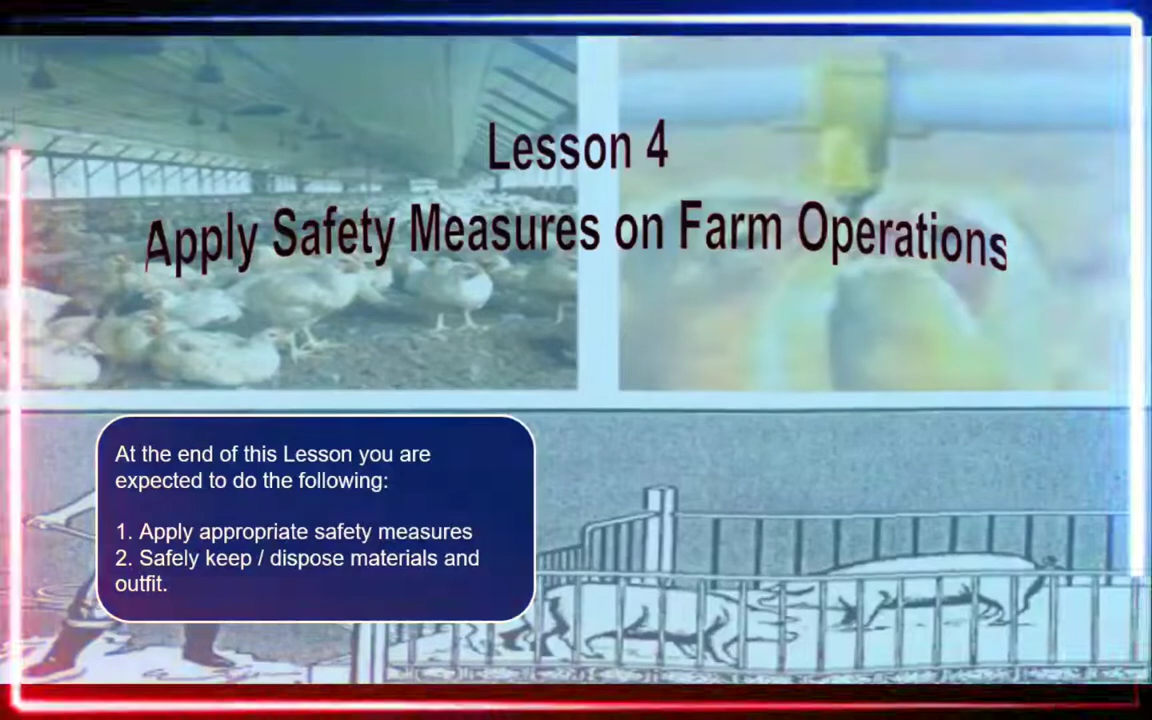 Lesson 4
Apply Safety Measures on Farm Operations
At the end of this Lesson you are
expected to do the following:
1. Apply appropriate safety measures
2. Safely keep / dispose materials and
outfit.